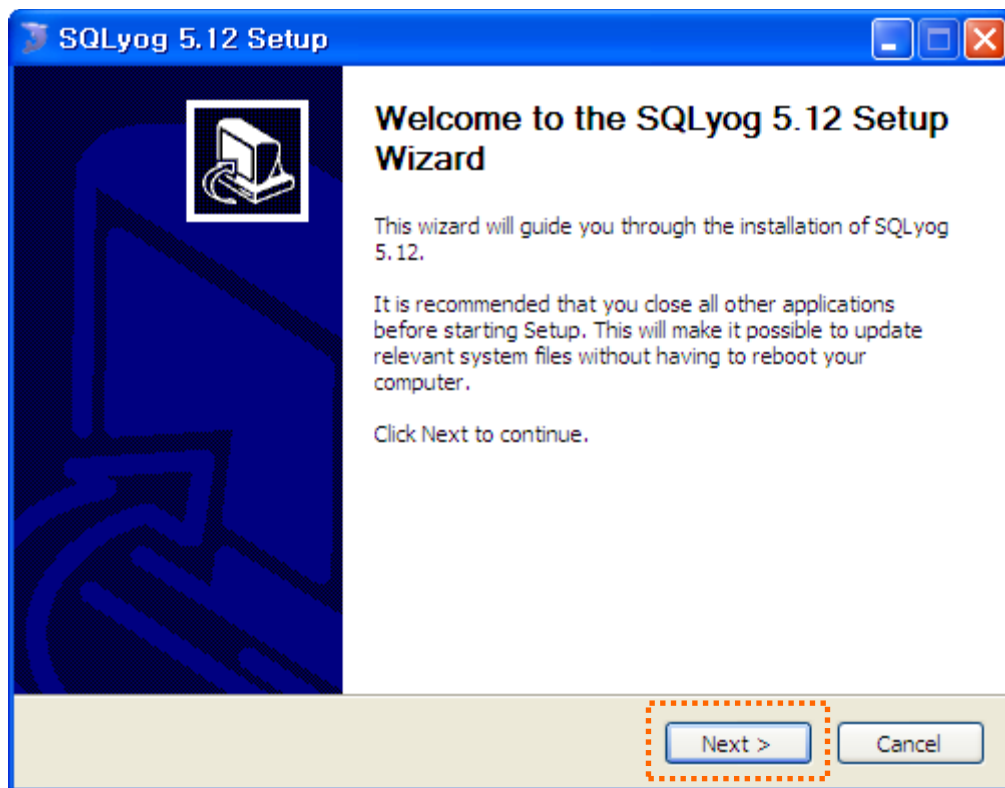 SQLyog 5.12 Setup
Welcome to the SQLyog 5.12 Setup
Wizard
This wizard will guide you through the installation of SQLyog
5.12.
It is recommended that you close all other applications
before starting Setup. This will make it possible to update
relevant system files without having to reboot your
computer.
Click Next to continue.
Next >
Cancel